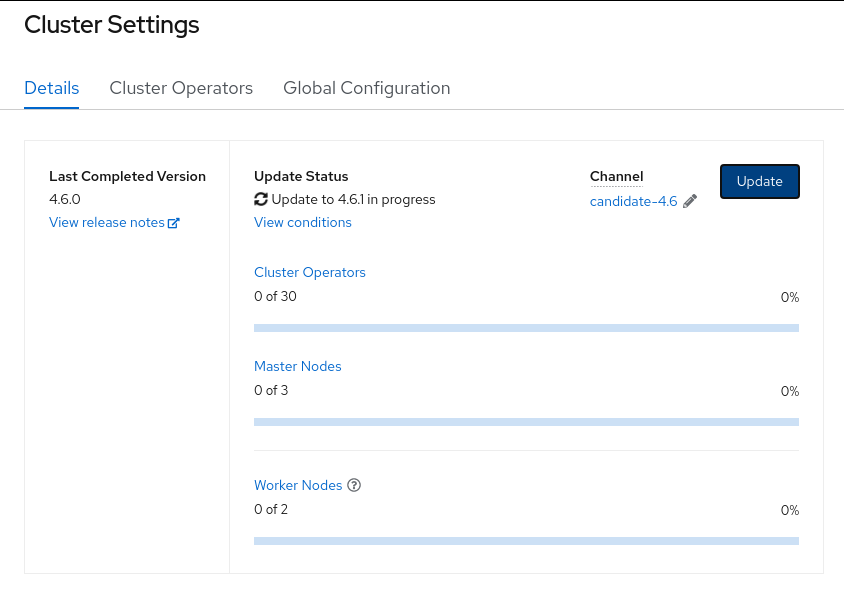 Cluster Settings
Details Cluster Operators Global Configuration
Last Completed Version
4.6.0
View release notes
Update Status
Update to 4.6.1 in progress
View conditions
Channel
candidate-4.6
Update
Cluster Operators
0 of 30
0%
Master Nodes
0 of 3
0%
Worker Nodes
0 of 2
0%